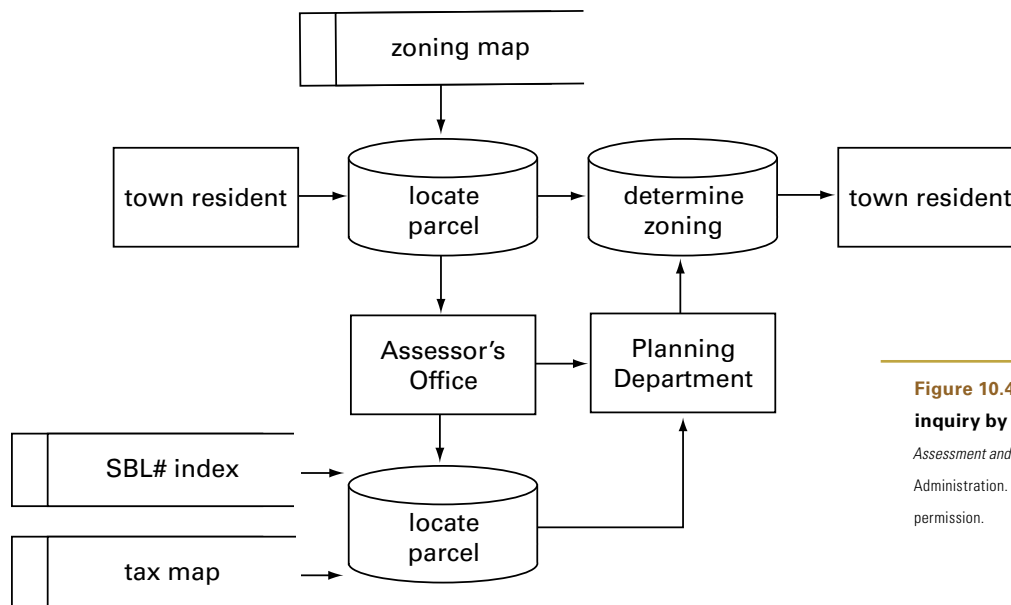 zoning map
town resident
locate
parcel
determine
zoning
town resident
Assessor's
Office
Planning
Department
SBL# index
locate
parcel
tax map
Figure 10.4
inquiry by
Assessment and
Administration.
permission.